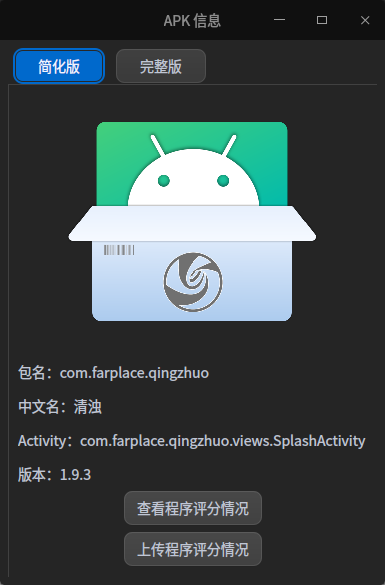 APK 信息
简化版
完整版
包名：com.farplace.qingzhuo
中文名：清浊
Activity：com.farplace.qingzhuo.views.SplashActivity
版本：1.9.3
查看程序评分情况
上传程序评分情况